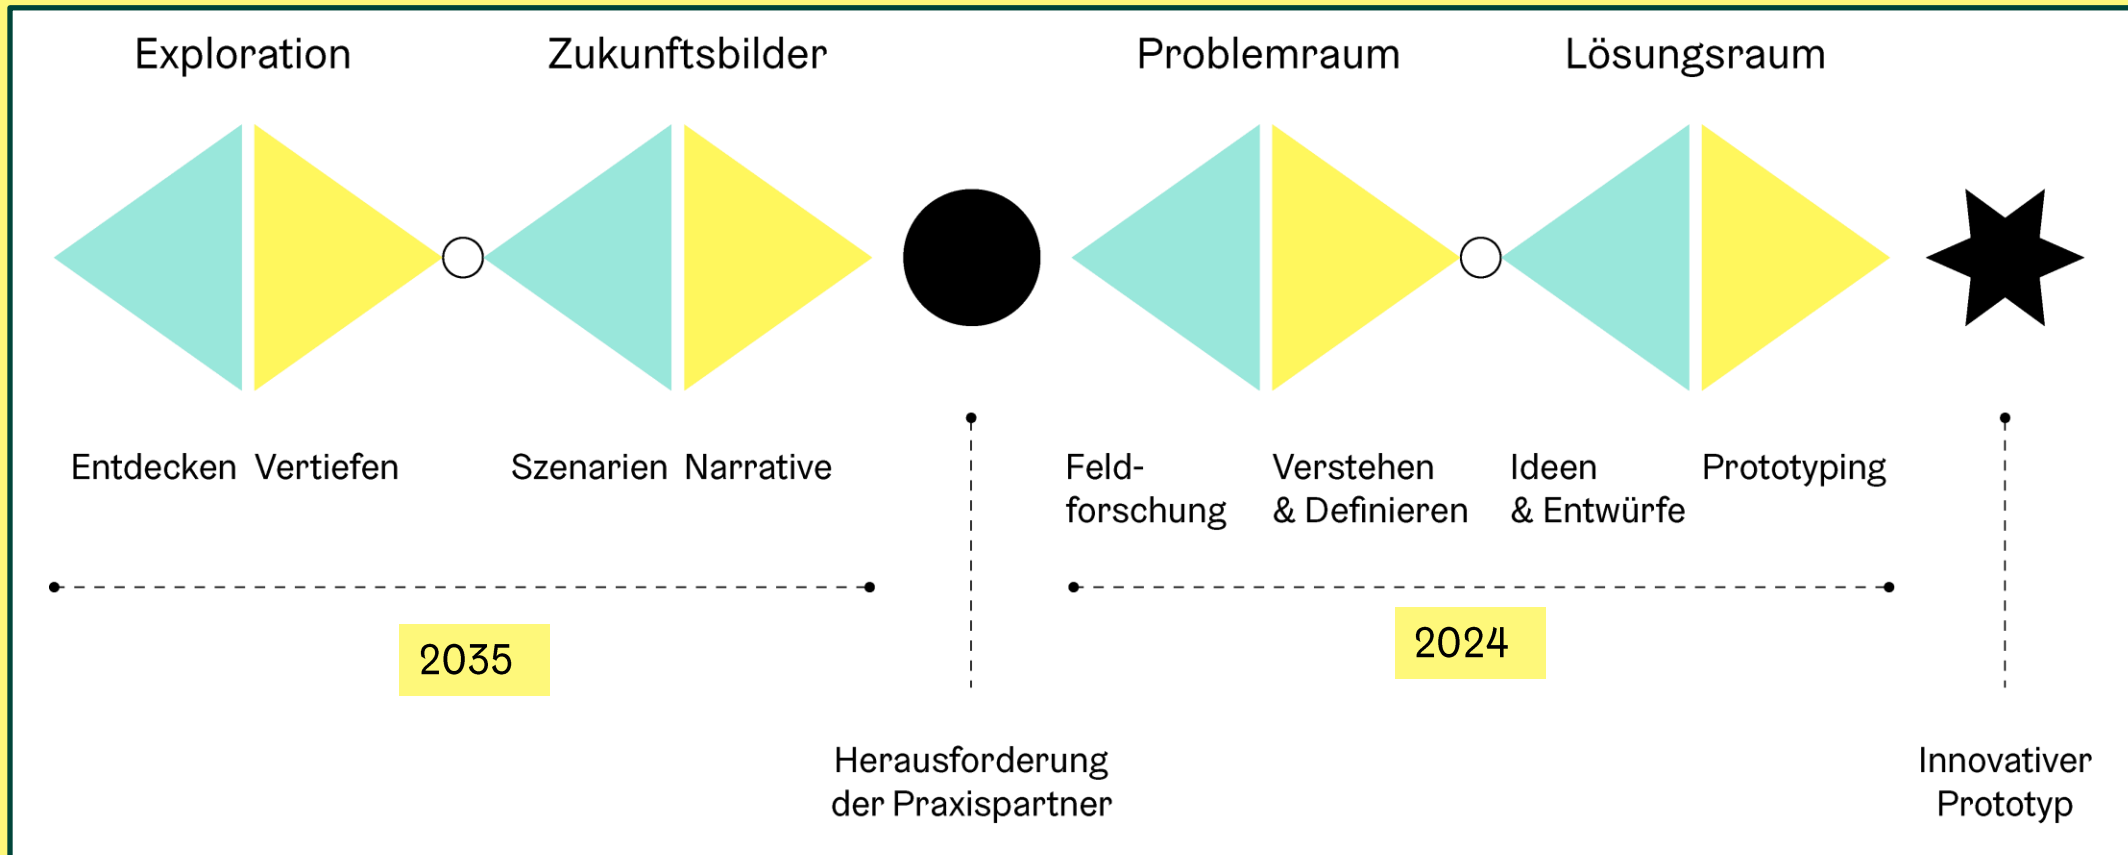 Exploration
Zukunftsbilder
Problemraum
Lösungsraum
Entdecken
Vertiefen
Szenarien
Narrative
Feld-
forschung
Verstehen
& Definieren
Ideen
& Entwürfe
Prototyping
2035
2024
Herausforderung
der Praxispartner
Innovativer
Prototyp